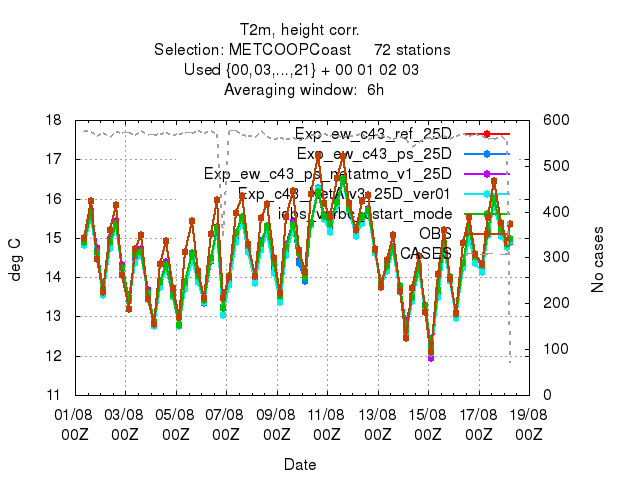 T2m, height corr.
Selection: METCOOPCoast 72 stations
Used {00,03,...,21} + 00 01 02 03
Averaging window: 6h
18
17
16
15
14
13
12
11
deg C
600
500
400
300
200
100
0
No cases
Exp_ew_c43_ref_25D
Exp_ew_c43_ps_25D
Exp_ew_c43_ps_netatmo_v1_25D
OBS
CASES
01/08 03/08 05/08 07/08 09/08 11/08 13/08 15/08 17/08 19/08
00Z 00Z 00Z 00Z 00Z 00Z 00Z 00Z 00Z 00Z
Date